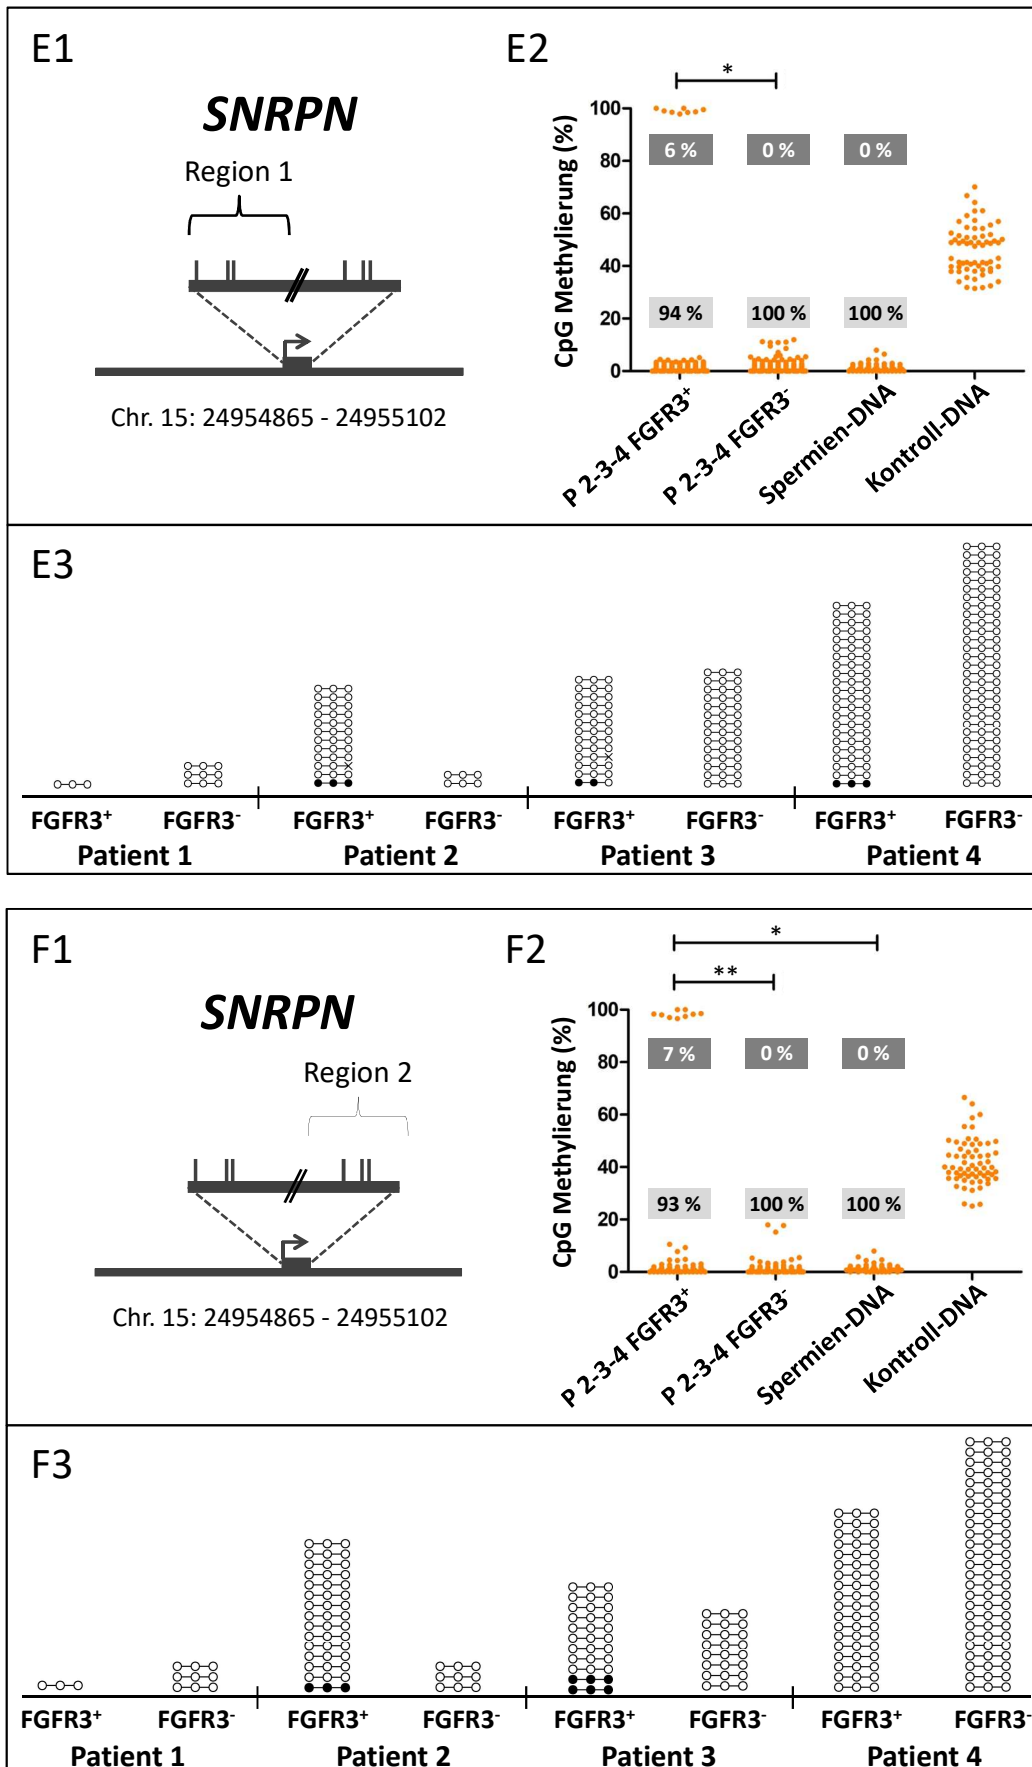 E1
SNRPN
Region 1
Chr. 15: 24954865 - 24955102
E2
*
CpG Methylierung (%)
100
80
60
40
20
0
6 %
0 %
0 %
94 %
100 %
100 %
P 2-3-4 FGFR3⁺
P 2-3-4 FGFR3⁻
Spermien-DNA
Kontroll-DNA
E3
FGFR3⁺
FGFR3⁻
FGFR3⁺
FGFR3⁻
FGFR3⁺
FGFR3⁻
FGFR3⁺
FGFR3⁻
Patient 1
Patient 2
Patient 3
Patient 4
F1
SNRPN
Region 2
Chr. 15: 24954865 - 24955102
F2
*
**
CpG Methylierung (%)
100
80
60
40
20
0
7 %
0 %
0 %
93 %
100 %
100 %
P 2-3-4 FGFR3⁺
P 2-3-4 FGFR3⁻
Spermien-DNA
Kontroll-DNA
F3
FGFR3⁺
FGFR3⁻
FGFR3⁺
FGFR3⁻
FGFR3⁺
FGFR3⁻
FGFR3⁺
FGFR3⁻
Patient 1
Patient 2
Patient 3
Patient 4